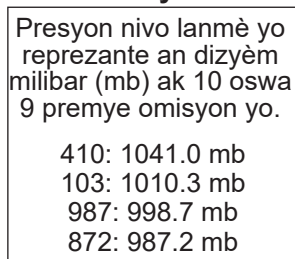 Presyon nivo lanmè yo
reprezante an dizyèm
milibar (mb) ak 10 oswa
9 premye omisyon yo.
410: 1041.0 mb
103: 1010.3 mb
987: 998.7 mb
872: 987.2 mb